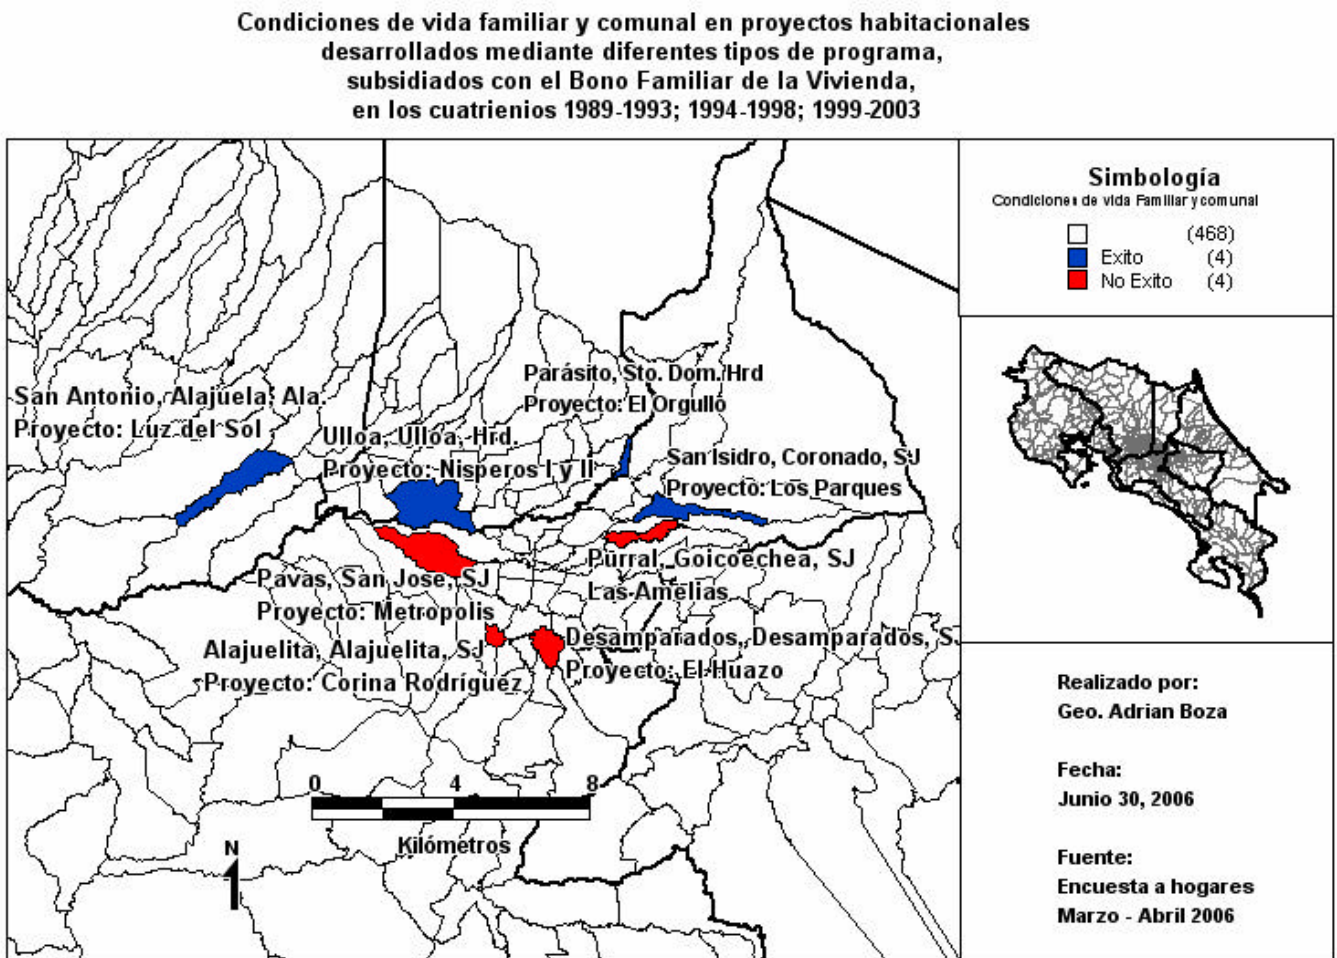 Condiciones de vida familiar y comunal en proyectos habitacionales
desarrollados mediante diferentes tipos de programa,
subsidiados con el Bono Familiar de la Vivienda,
en los cuatrienios 1989-1993; 1994-1998; 1999-2003
Simbología
Condiciones de vida Familiar y comunal
(468)
Exito (4)
No Exito (4)
Parásito, Sto. Dom. Hrd
Proyecto: El Orgullo
San Antonio, Alajuela, Ala
Proyecto: Luz del Sol
Ulloa, Ulloa, Hrd.
Proyecto: Nisperos I y II
San Isidro, Coronado, SJ
Proyecto: Los Parques
Purral, Goicoechea, SJ
Las Amelias
Pavas, San Jose, SJ
Proyecto: Metropolis
Alajuelita, Alajuelita, SJ
Proyecto: Corina Rodríguez
Desamparados, Desamparados, S
Proyecto: El Huazo
0 4 8
Kilómetros
N
Realizado por:
Geo. Adrian Boza
Fecha:
Junio 30, 2006
Fuente:
Encuesta a hogares
Marzo - Abril 2006